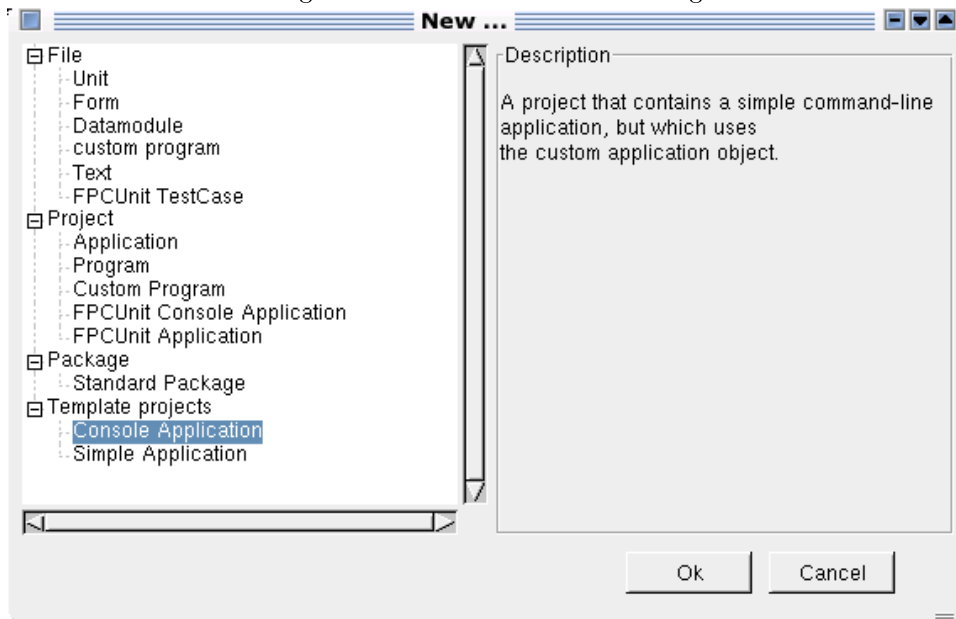 New ...
File
Unit
Form
Datamodule
custom program
Text
FPCUnit TestCase
Project
Application
Program
Custom Program
FPCUnit Console Application
FPCUnit Application
Package
Standard Package
Template projects
Console Application
Simple Application
Description
A project that contains a simple command-line
application, but which uses
the custom application object.
Ok
Cancel